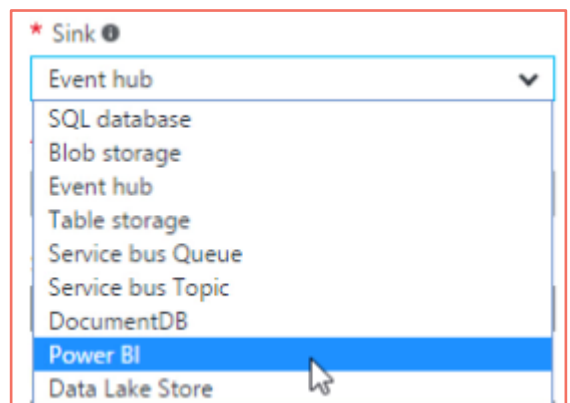 * Sink
Event hub
SQL database
Blob storage
Event hub
Table storage
Service bus Queue
Service bus Topic
DocumentDB
Power BI
Data Lake Store